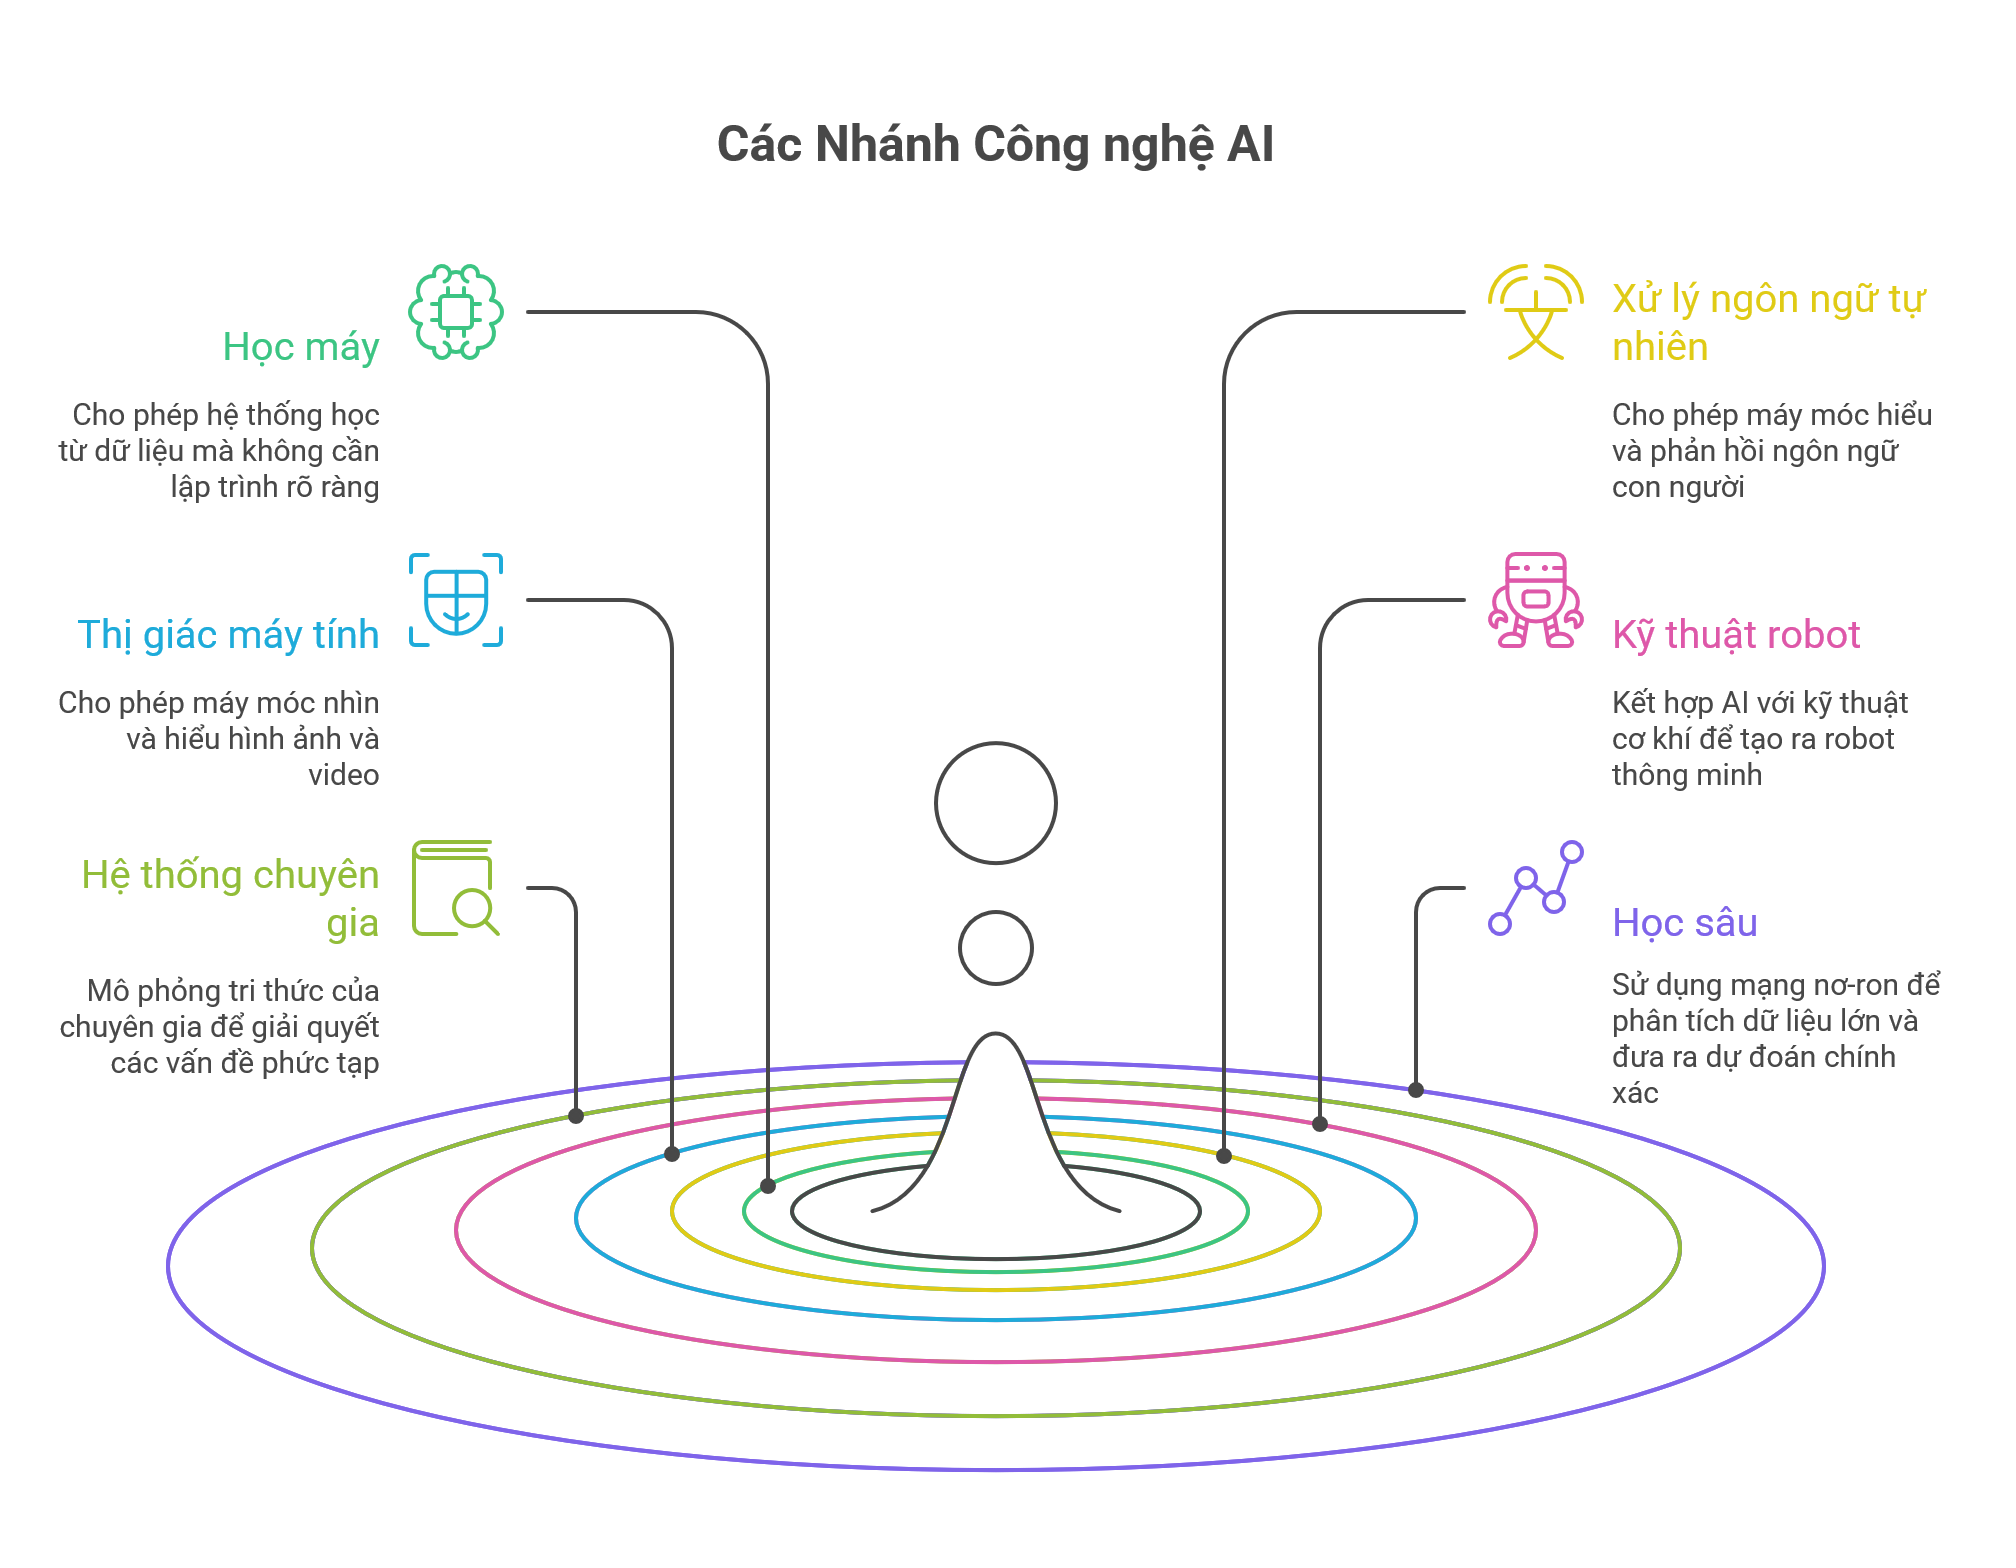 Các Nhánh Công nghệ AI
Học máy
Cho phép hệ thống học
từ dữ liệu mà không cần
lập trình rõ ràng
Thị giác máy tính
Cho phép máy móc nhìn
và hiểu hình ảnh và
video
Hệ thống chuyên
gia
Mô phỏng tri thức của
chuyên gia để giải quyết
các vấn đề phức tạp
Xử lý ngôn ngữ tự
nhiên
Cho phép máy móc hiểu
và phản hồi ngôn ngữ
con người
Kỹ thuật robot
Kết hợp AI với kỹ thuật
cơ khí để tạo ra robot
thông minh
Học sâu
Sử dụng mạng nơ-ron để
phân tích dữ liệu lớn và
đưa ra dự đoán chính
xác